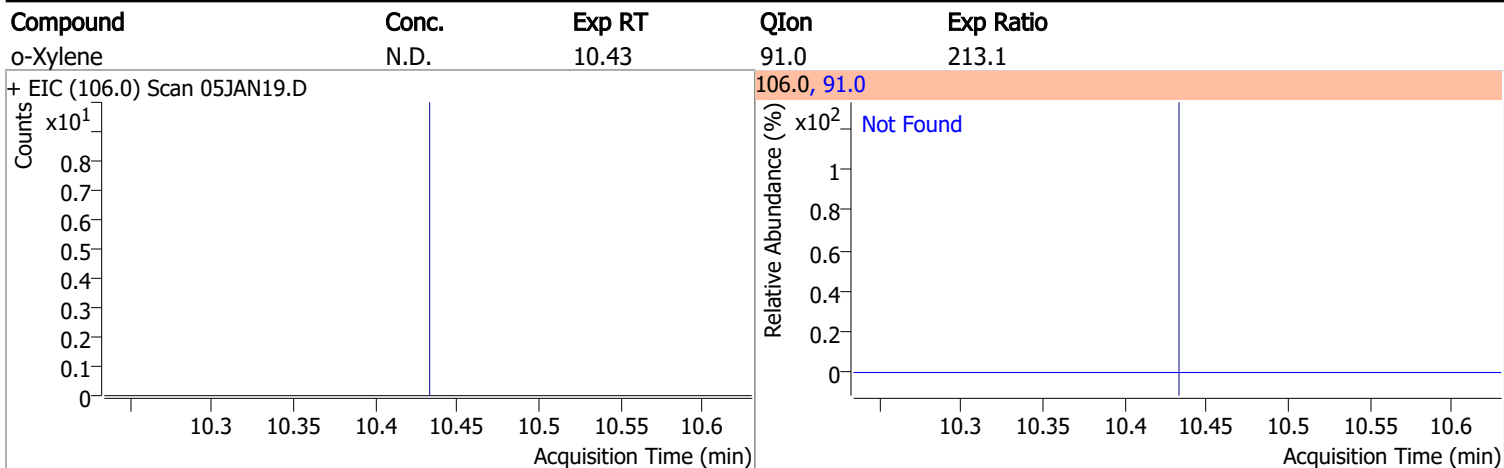 Compound Conc. Exp RT QIon Exp Ratio
o-Xylene N.D. 10.43 91.0 213.1
+ EIC (106.0) Scan 05JAN19.D
Counts
x10¹
0.8
0.7
0.6
0.5
0.4
0.3
0.2
0.1
0
10.3 10.35 10.4 10.45 10.5 10.55 10.6
Acquisition Time (min)
106.0, 91.0
Relative Abundance (%)
x10²
Not Found
1
0.8
0.6
0.4
0.2
0
10.3 10.35 10.4 10.45 10.5 10.55 10.6
Acquisition Time (min)